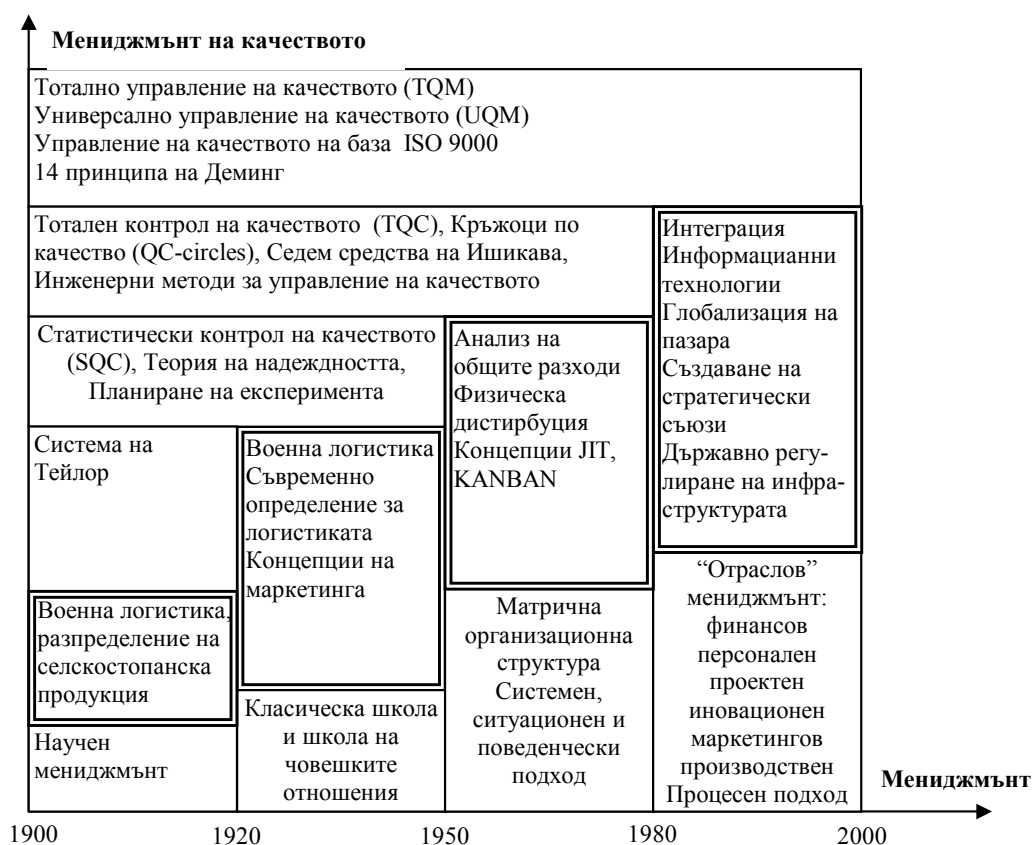 Мениджмънт на качеството
Тотално управление на качеството (TQM)
Универсално управление на качеството (UQM)
Управление на качеството на база ISO 9000
14 принципа на Деминг
Тотален контрол на качеството (TQC), Кръжоци по
качество (QC-circles), Седем средства на Ишикава,
Инженерни методи за управление на качеството
Интеграция
Информацианни
технологии
Глобализация на
пазара
Създаване на
стратегически
съюзи
Държавно регу-
лиране на инфра-
структурата
Статистически контрол на качеството
(SQC), Теория на надеждността,
Планиране на експеримента
Анализ на
общите разходи
Физическа
дистирбуция
Концепции JIT,
KANBAN
Система на
Тейлор
Военна логистика
Съвременно
определение за
логистиката
Концепции на
маркетинга
Военна логистика,
разпределение на
селскостопанска
продукция
Научен
мениджмънт
Класическа школа
и школа на
човешките
отношения
Матрична
организационна
структура
Системен,
ситуационен и
поведенчески
подход
“Отраслов”
мениджмънт:
финансов
персонален
проектен
иновационен
маркетингов
производствен
Процесен подход
Мениджмънт
1900 1920 1950 1980 2000